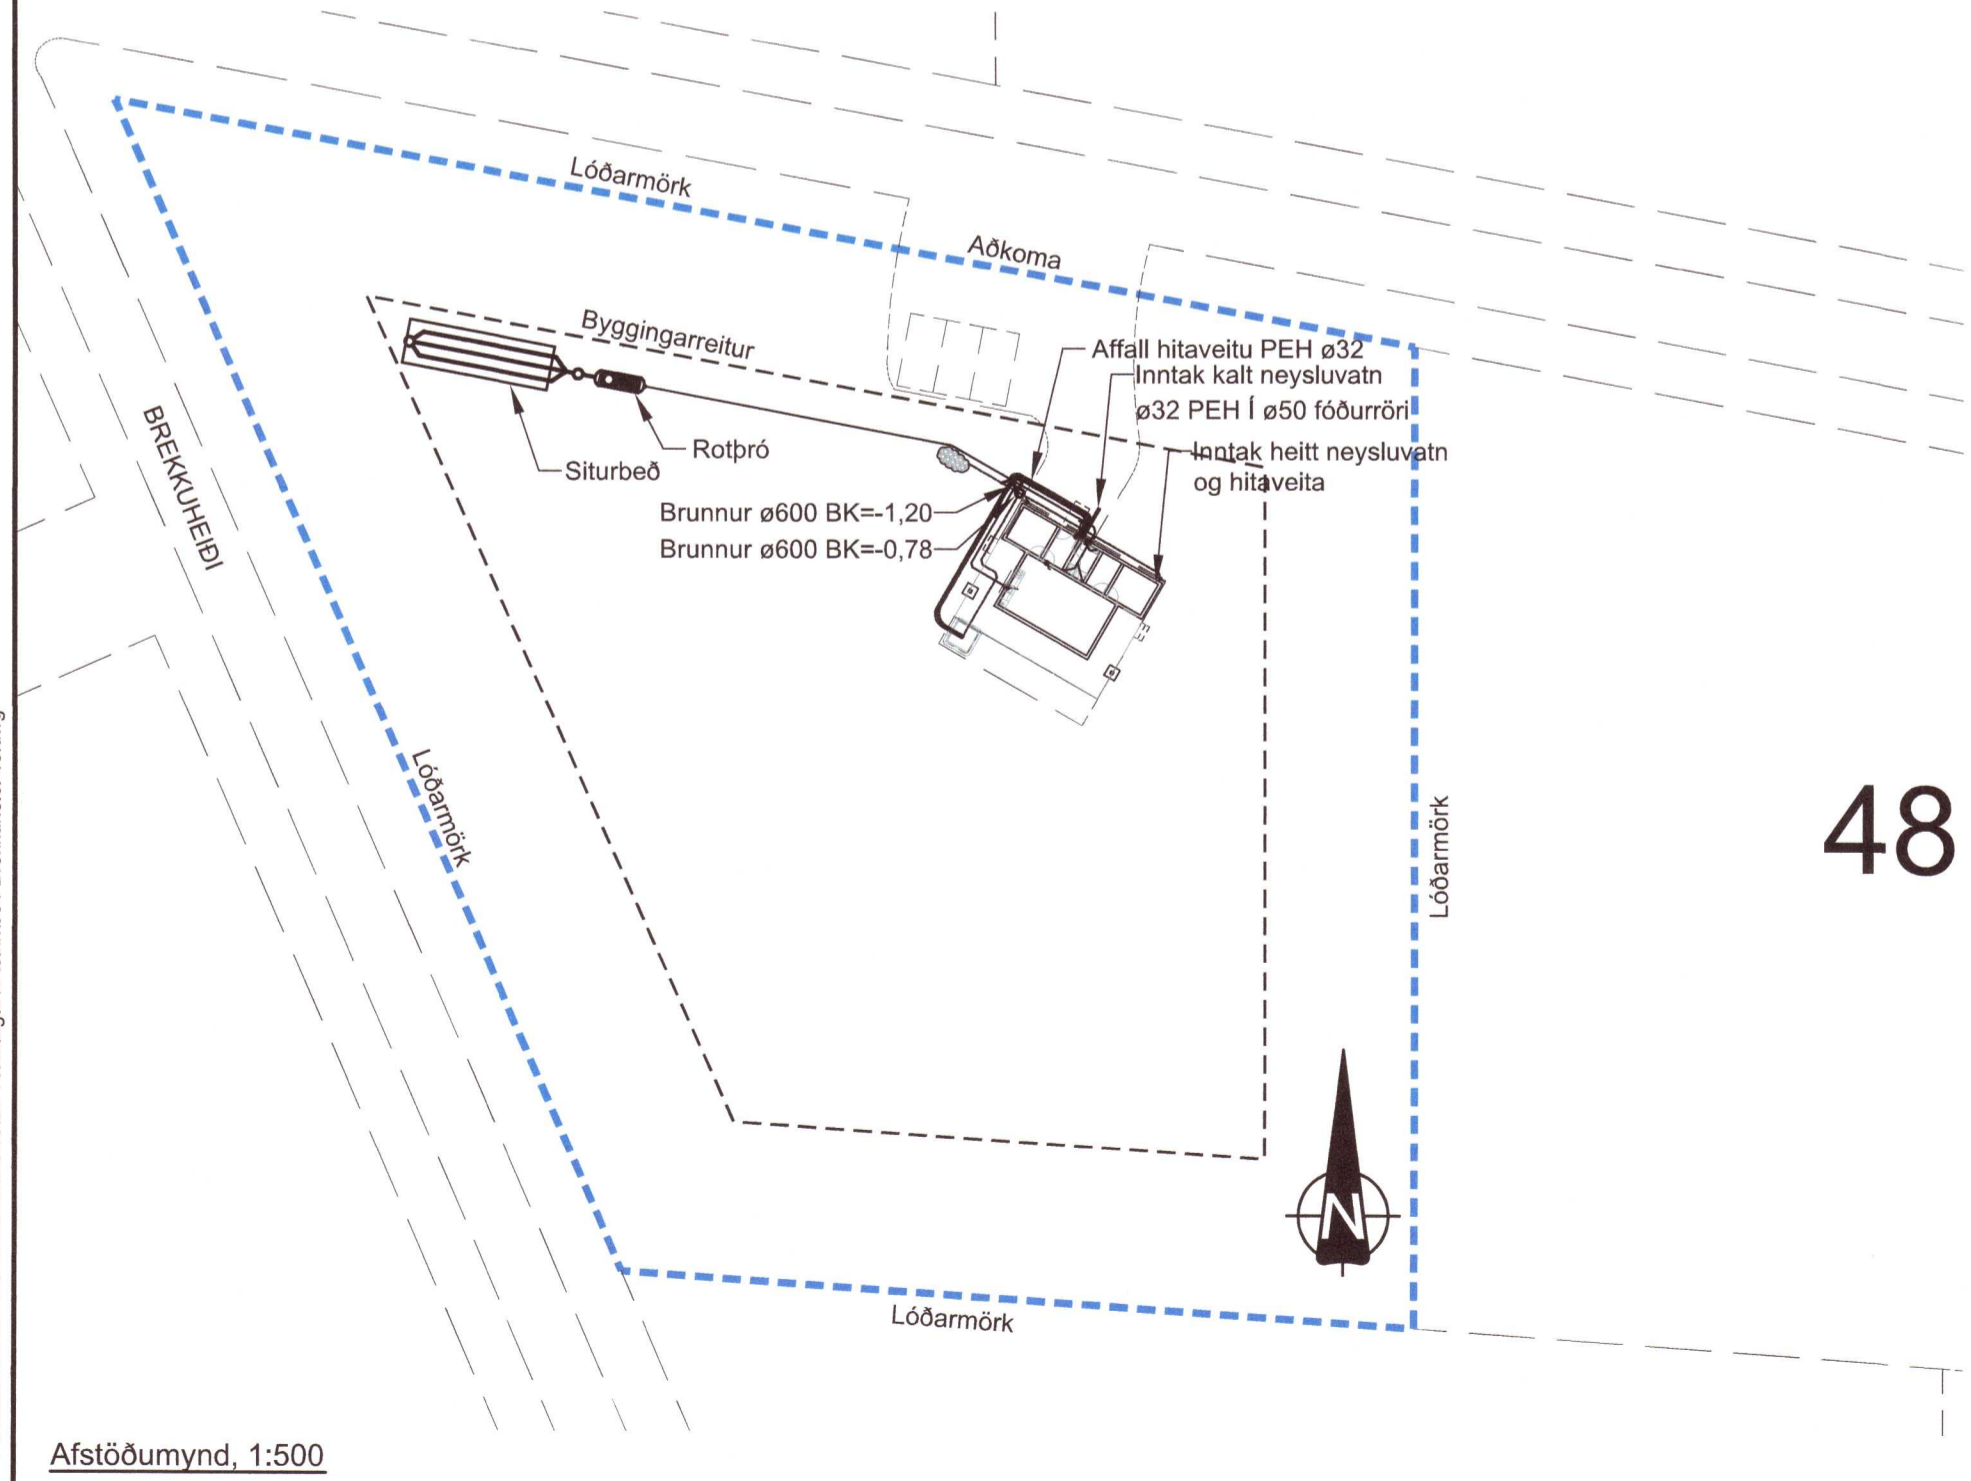 Lóðarmörk
Aðkoma
Byggingarreitur
Affall hitaveitu PEH ø32
Inntak kalt neysluvatn
ø32 PEH Í ø50 fóðurröri
Inntak heitt neysluvatn
og hitaveita
Rotþró
Siturbeð
BREKKUHEIÐI
Brunnur ø600 BK=-1,20
Brunnur ø600 BK=-0,78
Lóðarmörk
Lóðarmörk
48
N
Lóðarmörk
Afstöðumynd, 1:500